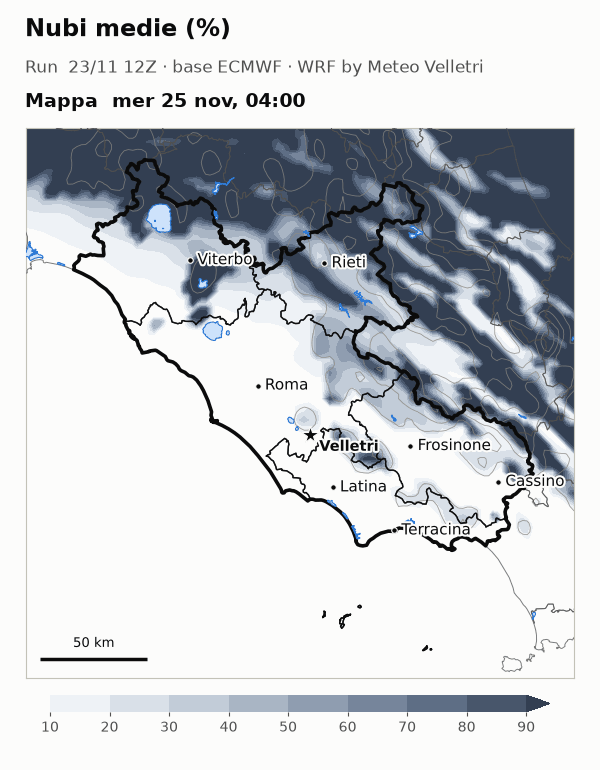 Nubi medie (%)
Run 23/11 12Z · base ECMWF · WRF by Meteo Velletri
Mappa mer 25 nov, 04:00
Viterbo
Rieti
Roma
Velletri
Frosinone
Cassino
Latina
Terracina
50 km
10 20 30 40 50 60 70 80 90